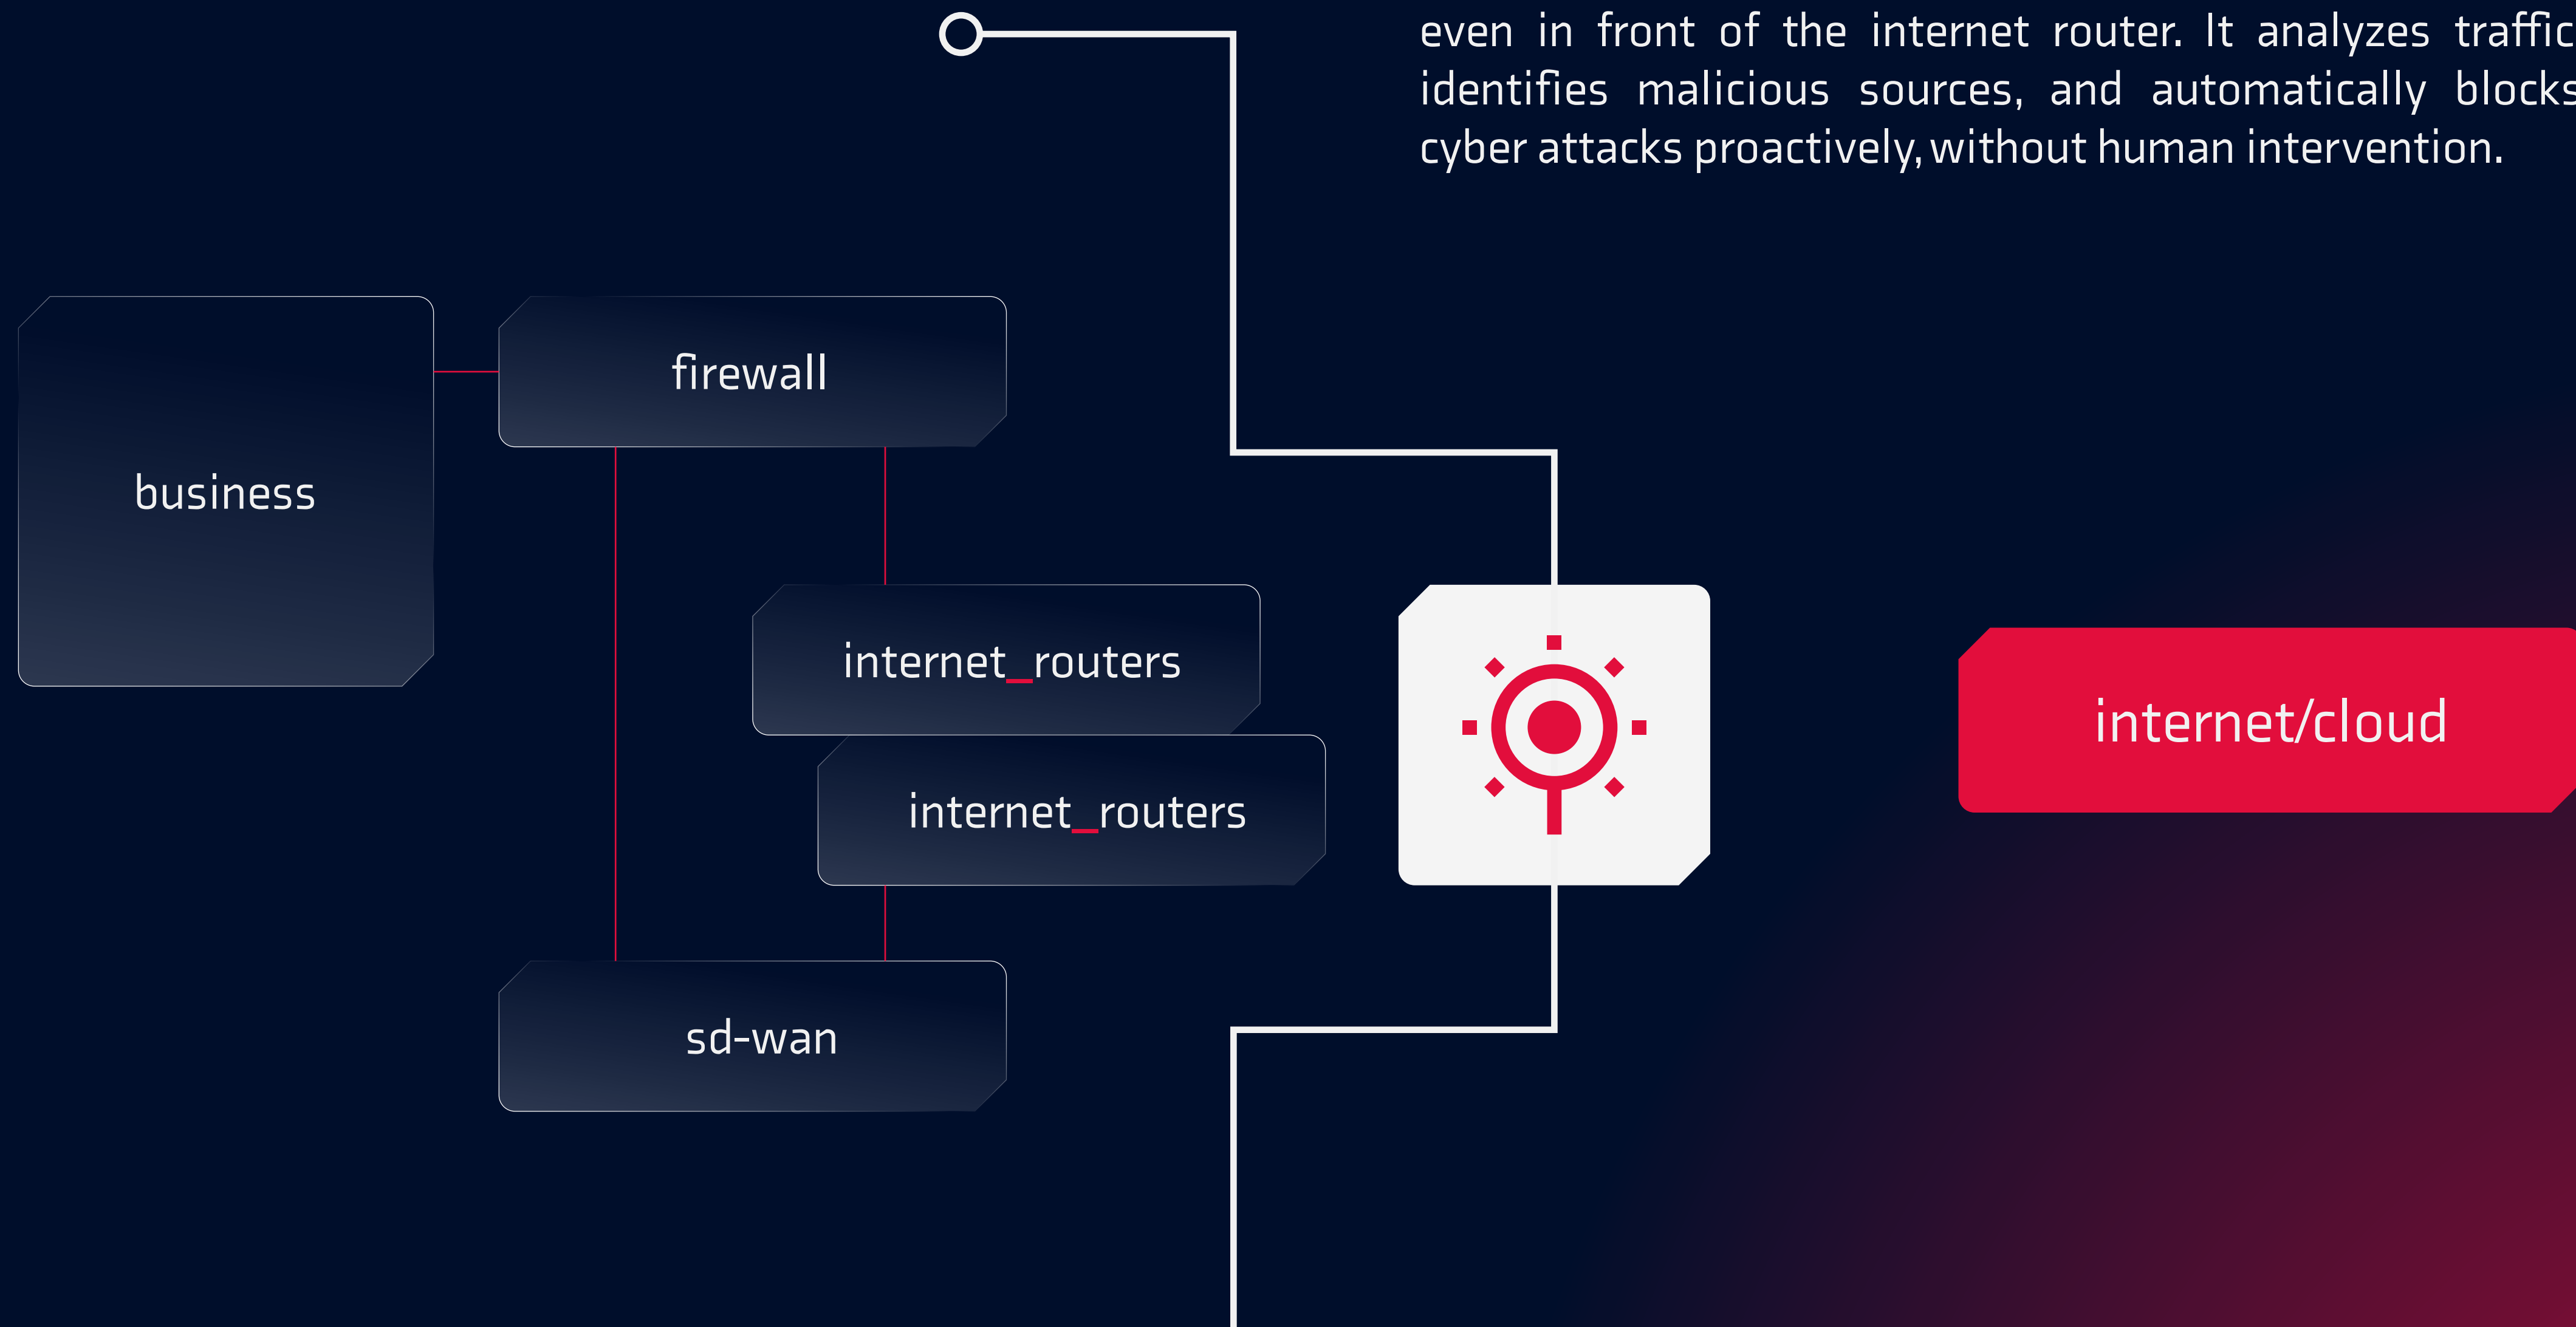 even in front of the internet router. It analyzes traffic
identifies malicious sources, and automatically blocks
cyber attacks proactively, without human intervention.
firewall
business
internet_routers
internet/cloud
internet_routers
sd-wan